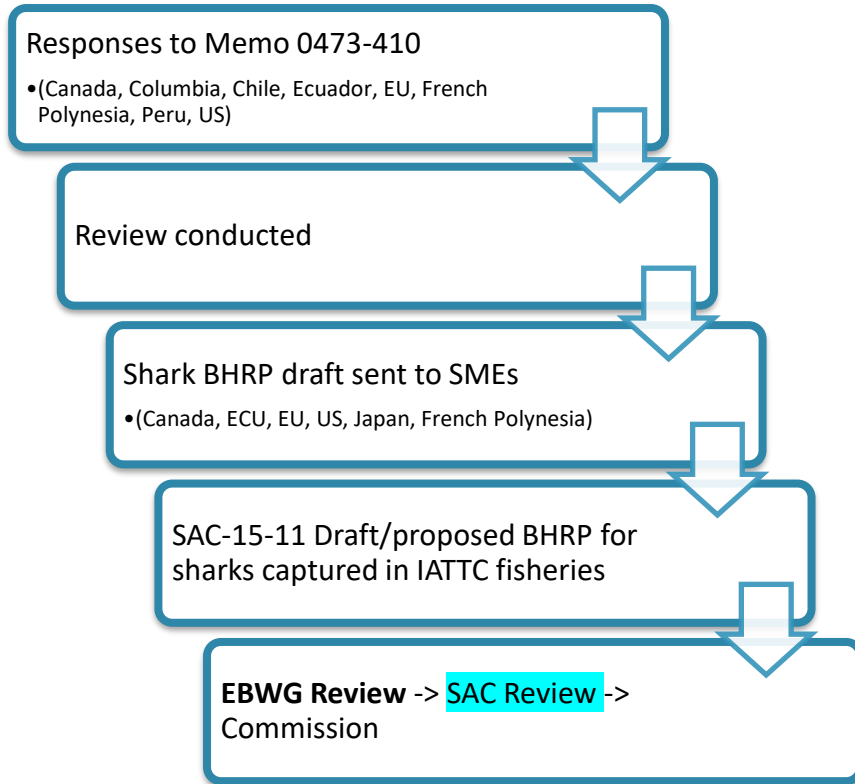 Responses to Memo 0473-410
•(Canada, Columbia, Chile, Ecuador, EU, French
Polynesia, Peru, US)
Review conducted
Shark BHRP draft sent to SMEs
•(Canada, ECU, EU, US, Japan, French Polynesia)
SAC-15-11 Draft/proposed BHRP for
sharks captured in IATTC fisheries
EBWG Review -> SAC Review ->
Commission